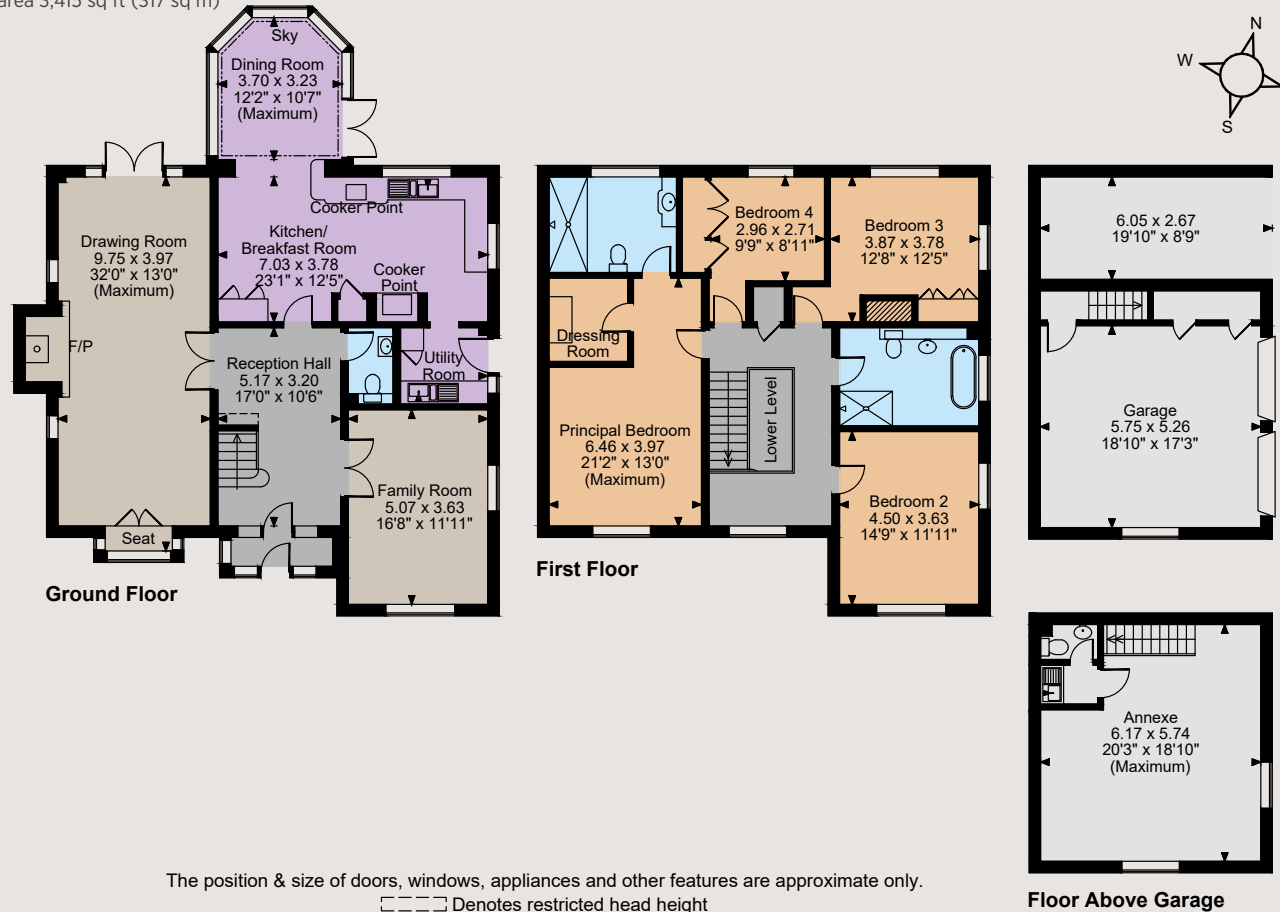 area 3,415 sq ft (317 sq m)
N
W
S
Sky
Dining Room
3.70 x 3.23
12'2" x 10'7"
(Maximum)
Drawing Room
9.75 x 3.97
32'0" x 13'0"
(Maximum)
F/P
Cooker Point
Kitchen/
Breakfast Room
7.03 x 3.78
23'1" x 12'5"
Cooker
Point
Reception Hall
5.17 x 3.20
17'0" x 10'6"
Utility
Room
Family Room
5.07 x 3.63
16'8" x 11'11"
Seat
Ground Floor
Bedroom 4
2.96 x 2.71
9'9" x 8'11"
Bedroom 3
3.87 x 3.78
12'8" x 12'5"
Dressing
Room
Principal Bedroom
6.46 x 3.97
21'2" x 13'0"
(Maximum)
Lower Level
Bedroom 2
4.50 x 3.63
14'9" x 11'11"
First Floor
6.05 x 2.67
19'10" x 8'9"
Garage
5.75 x 5.26
18'10" x 17'3"
Annexe
6.17 x 5.74
20'3" x 18'10"
(Maximum)
Floor Above Garage
The position & size of doors, windows, appliances and other features are approximate only.
Denotes restricted head height